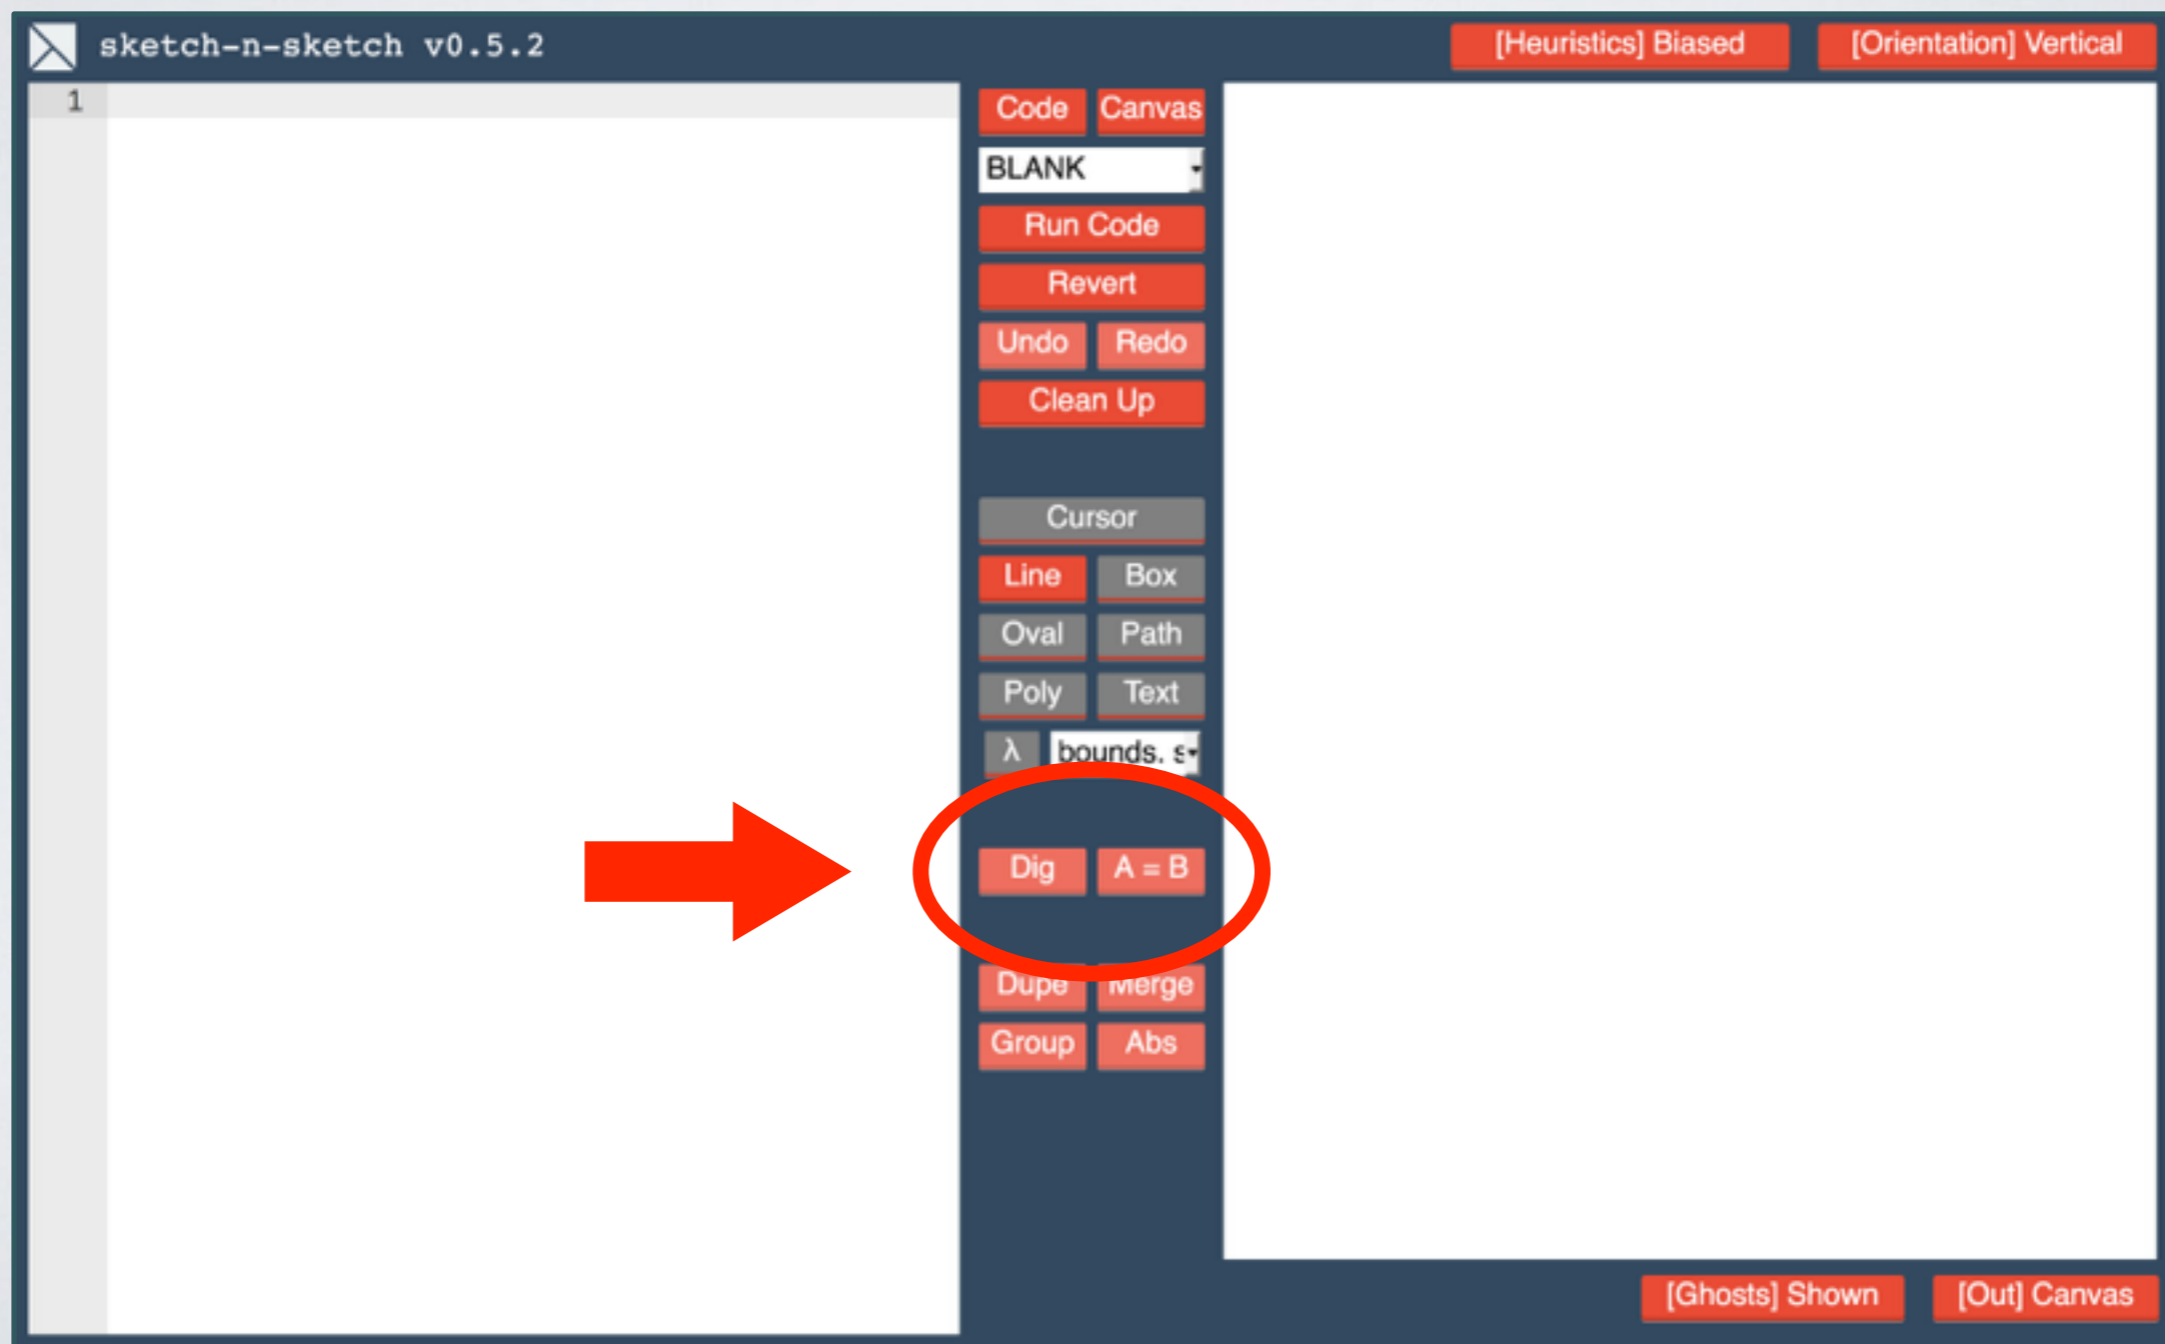 sketch-n-sketch v0.5.2
[Heuristics] Biased
[Orientation] Vertical
1
Code Canvas
BLANK
Run Code
Revert
Undo Redo
Clean Up
Cursor
Line Box
Oval Path
Poly Text
λ bounds. s
Dig A = B
Dupe Merge
Group Abs
[Ghosts] Shown
[Out] Canvas